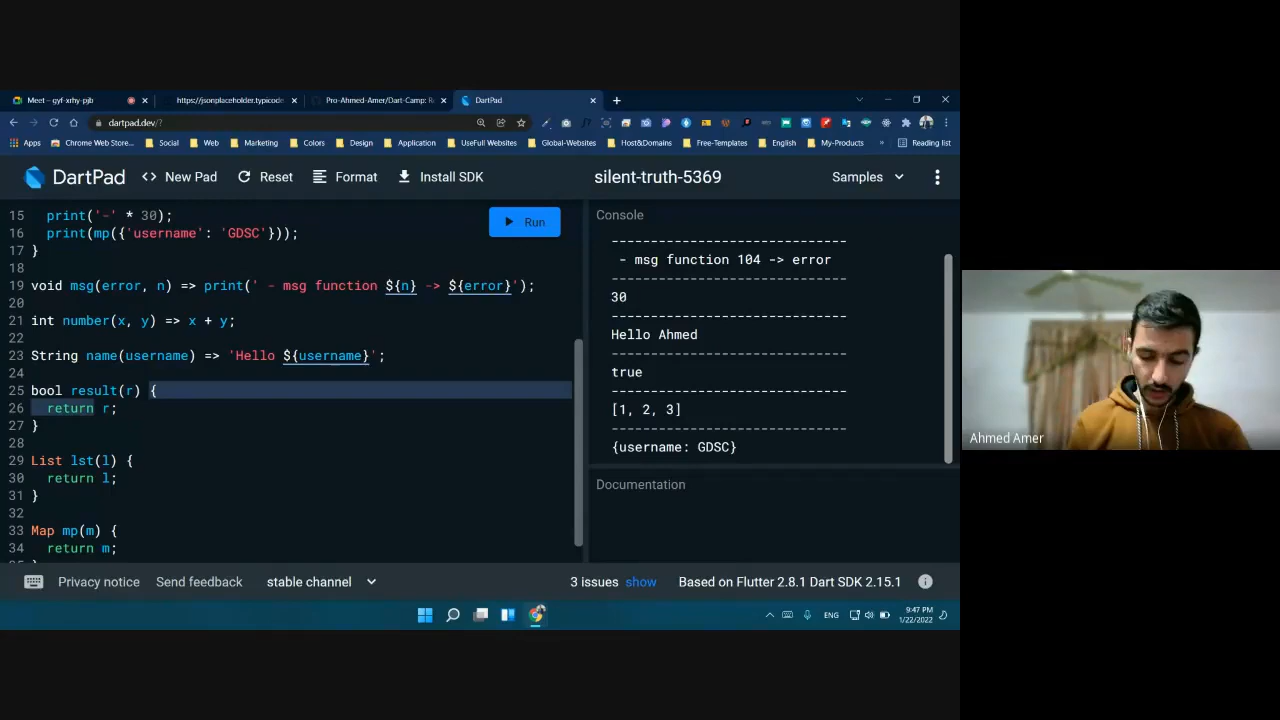 Meet – gyf-xrhy-pjb
https://jsonplaceholder.typicode
Pro-Ahmed-Amer/Dart-Camp: R
DartPad
dartpad.dev/?
Apps
Chrome Web Store...
Social
Web
Marketing
Colors
Design
Application
UseFull Websites
Global-Websites
Host&Domains
Free-Templates
English
My-Products
»
Reading list
DartPad
<> New Pad
Reset
Format
Install SDK
silent-truth-5369
Samples
Run
15 print('-' * 30);
16 print(mp({'username': 'GDSC'}));
17 }
18
19 void msg(error, n) => print(' - msg function ${n} -> ${error}');
20
21 int number(x, y) => x + y;
22
23 String name(username) => 'Hello ${username}';
24
25 bool result(r) {
26 return r;
27 }
28
29 List lst(l) {
30 return l;
31 }
32
33 Map mp(m) {
34 return m;
Console
------------------------------
- msg function 104 -> error
------------------------------
30
------------------------------
Hello Ahmed
------------------------------
true
------------------------------
[1, 2, 3]
------------------------------
{username: GDSC}
Documentation
Privacy notice
Send feedback
stable channel
3 issues show
Based on Flutter 2.8.1 Dart SDK 2.15.1
ENG
9:47 PM
1/22/2022
Ahmed Amer